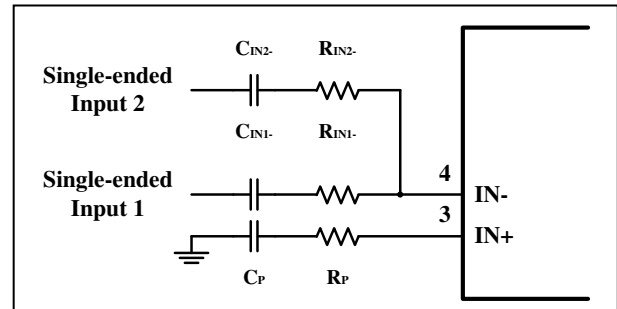 CIN2- RIN2-
Single-ended
Input 2
CIN1- RIN1-
Single-ended
Input 1
4
IN-
3
IN+
CP RP